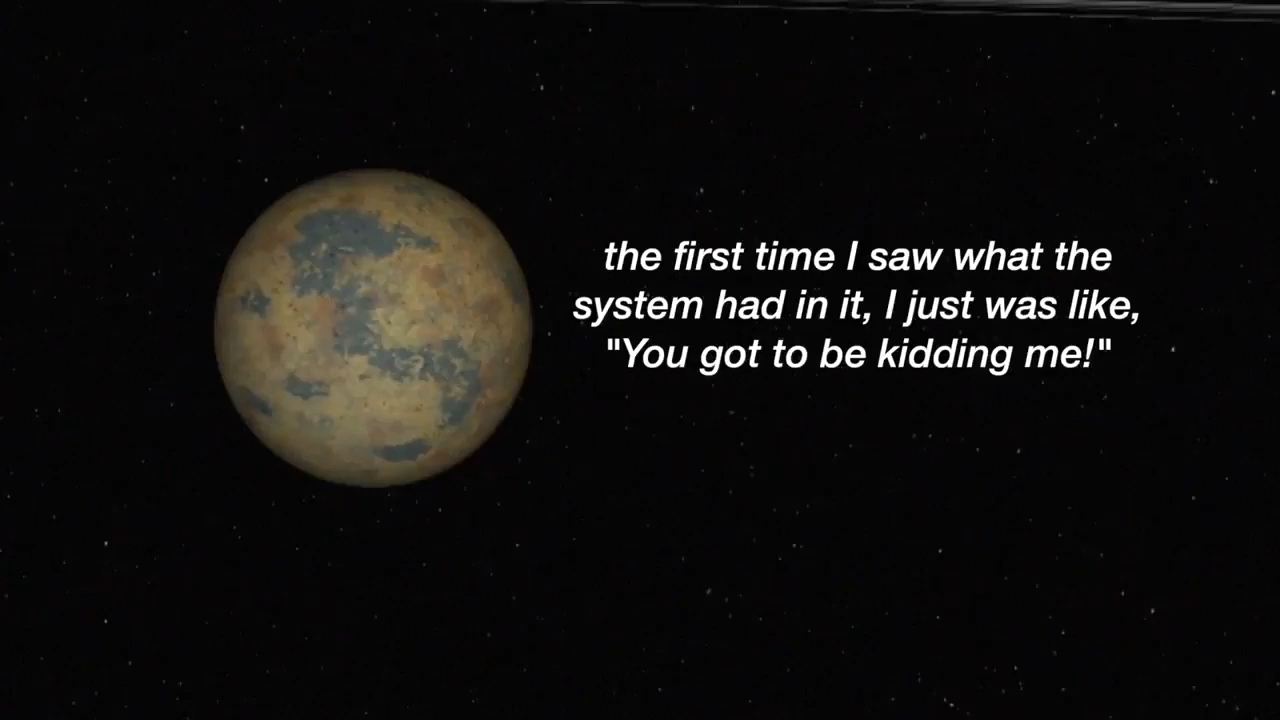 the first time I saw what the
system had in it, I just was like,
"You got to be kidding me!"